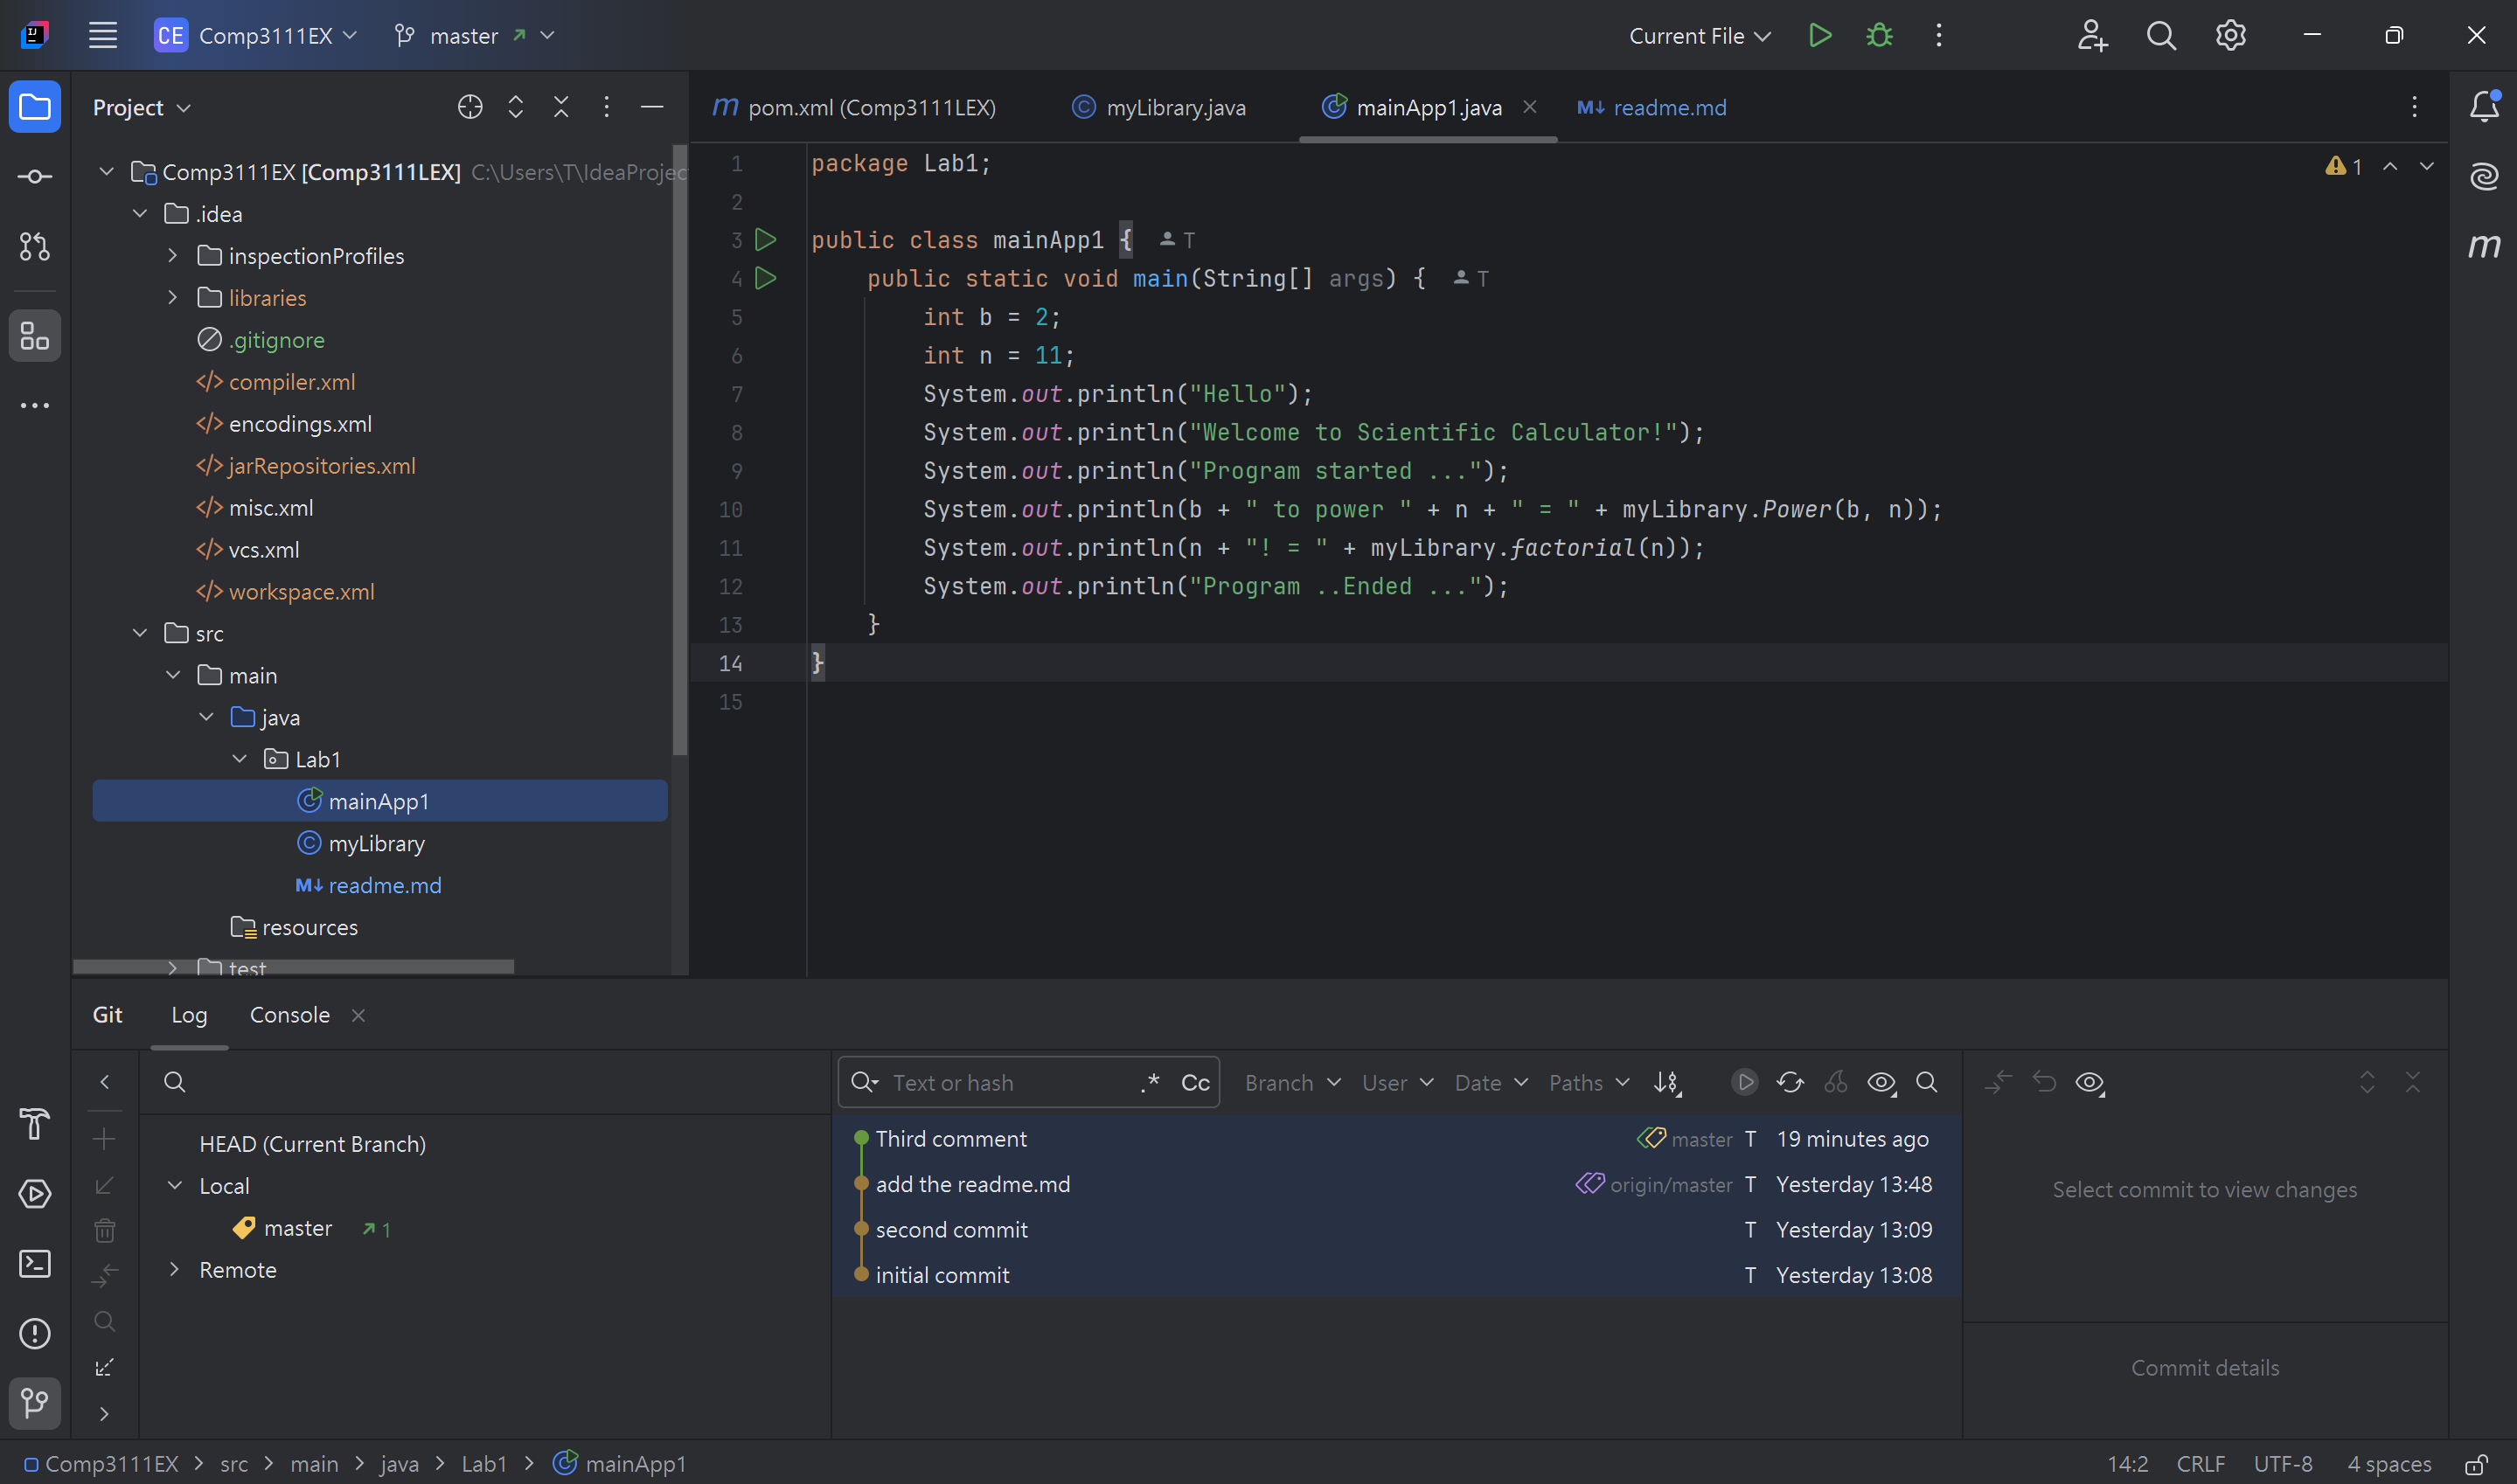 CE Comp3111EX master Current File
Project
pom.xml (Comp3111LEX) myLibrary.java mainApp1.java readme.md
Comp3111EX [Comp3111LEX] C:\Users\T\IdeaProjec
.idea
inspectionProfiles
libraries
.gitignore
compiler.xml
encodings.xml
jarRepositories.xml
misc.xml
vcs.xml
workspace.xml
src
main
java
Lab1
mainApp1
myLibrary
readme.md
resources
test
1 package Lab1;
2
3 public class mainApp1 { T
4 public static void main(String[] args) { T
5 int b = 2;
6 int n = 11;
7 System.out.println("Hello");
8 System.out.println("Welcome to Scientific Calculator!");
9 System.out.println("Program started ...");
10 System.out.println(b + " to power " + n + " = " + myLibrary.Power(b, n));
11 System.out.println(n + "! = " + myLibrary.factorial(n));
12 System.out.println("Program ..Ended ...");
13 }
14 }
15
1
Git Log Console
HEAD (Current Branch)
Local
master 1
Remote
Text or hash .* Cc Branch User Date Paths
Third comment master T 19 minutes ago
add the readme.md origin/master T Yesterday 13:48
second commit T Yesterday 13:09
initial commit T Yesterday 13:08
Select commit to view changes
Commit details
Comp3111EX > src > main > java > Lab1 > mainApp1 14:2 CRLF UTF-8 4 spaces